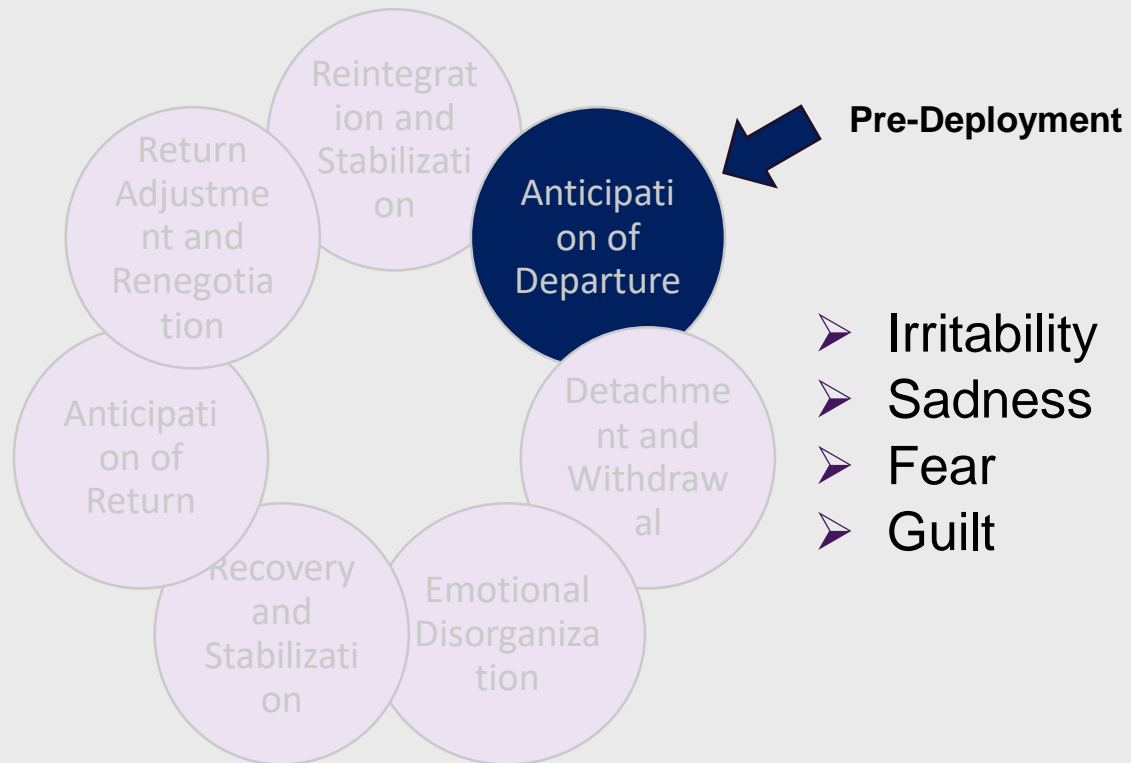 Reintegrat
ion and
Stabilizati
on
Anticipati
on of
Departure
Pre-Deployment
Detachme
nt and
Withdraw
al
Emotional
Disorganiza
tion
Recovery
and
Stabilizati
on
Anticipati
on of
Return
Return
Adjustme
nt and
Renegotia
tion
➢ Irritability
➢ Sadness
➢ Fear
➢ Guilt